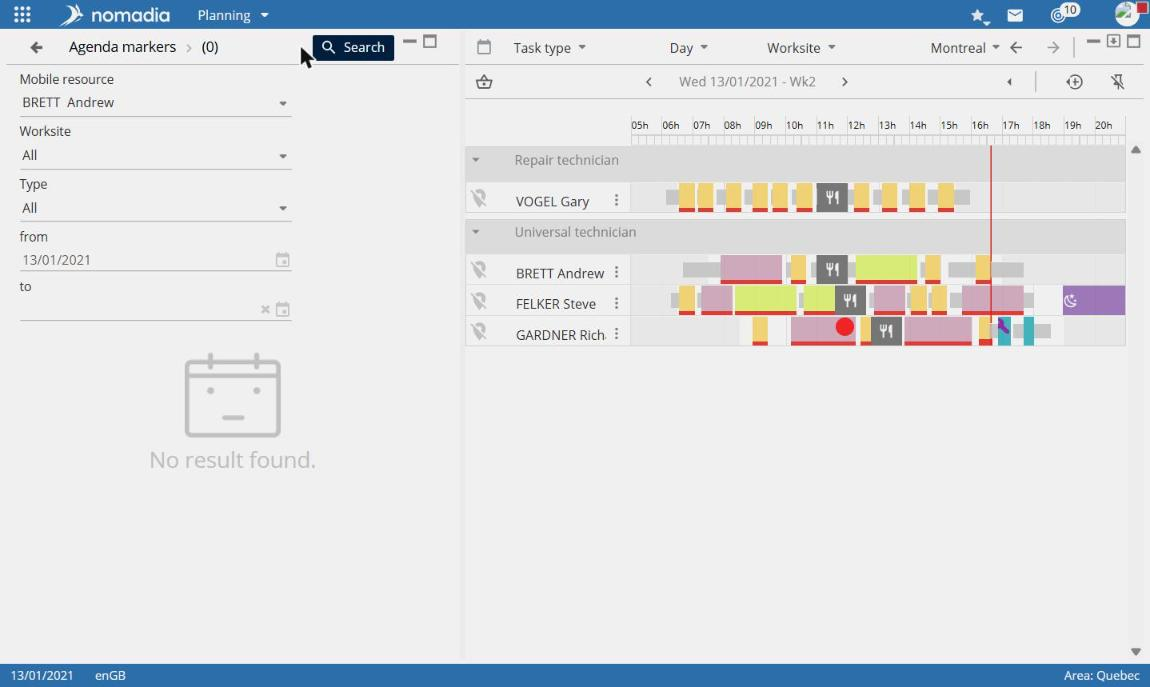 nomadia
Planning
10
Agenda markers > (0)
Search
Mobile resource
BRETT Andrew
Worksite
All
Type
All
from
13/01/2021
to
No result found.
Task type
Day
Worksite
Montreal
Wed 13/01/2021 - Wk2
05h 06h 07h 08h 09h 10h 11h 12h 13h 14h 15h 16h 17h 18h 19h 20h
Repair technician
VOGEL Gary
Universal technician
BRETT Andrew
FELKER Steve
GARDNER Rich
13/01/2021
enGB
Area: Quebec